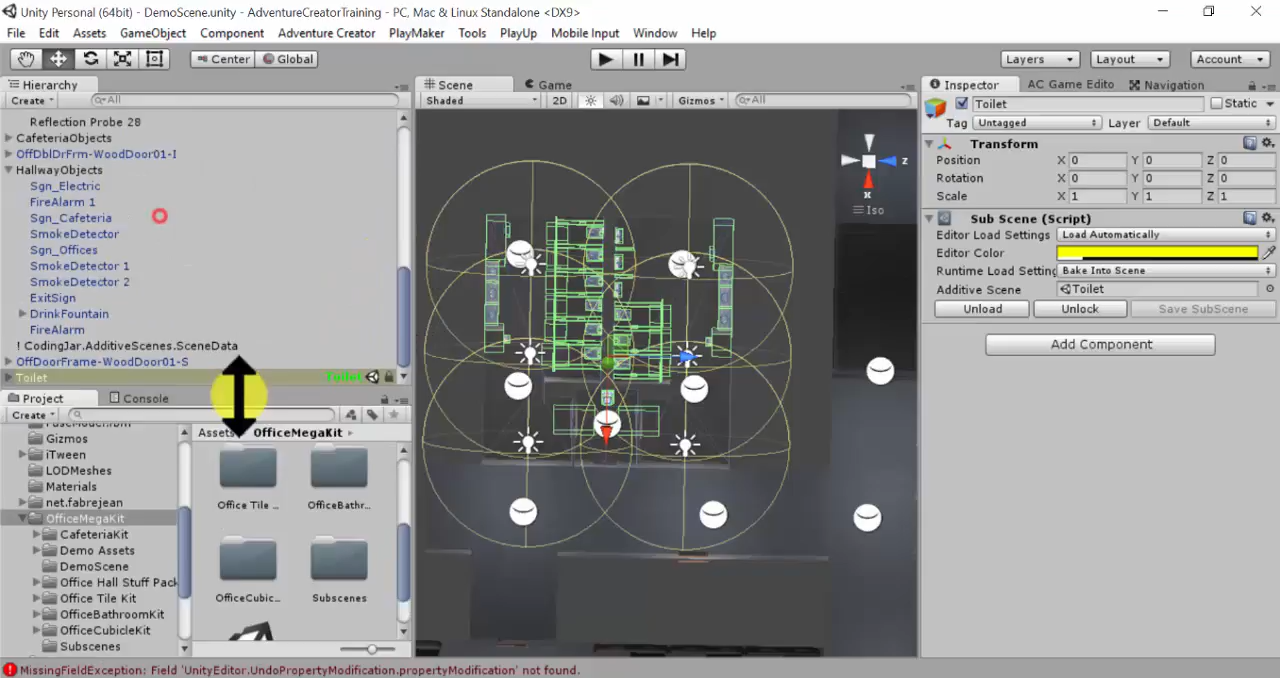 Unity Personal (64bit) - DemoScene.unity - AdventureCreatorTraining - PC, Mac & Linux Standalone <DX9>
File Edit Assets GameObject Component Adventure Creator PlayMaker Tools PlayUp Mobile Input Window Help
Center Global Layers Layout Account
Hierarchy
Create All
Reflection Probe 28
CafeteriaObjects
OffDblDrFrm-WoodDoor01-I
HallwayObjects
Sgn_Electric
FireAlarm 1
Sgn_Cafeteria
SmokeDetector
Sgn_Offices
SmokeDetector 1
SmokeDetector 2
ExitSign
DrinkFountain
FireAlarm
! CodingJar.AdditiveScenes.SceneData
OffDoorFrame-WoodDoor01-S
Toilet Toilet
Project Console
Create
Gizmos
iTween
LODMeshes
Materials
net.fabrejean
OfficeMegaKit
CafeteriaKit
Demo Assets
DemoScene
Office Hall Stuff Pack
Office Tile Kit
OfficeBathroomKit
OfficeCubicleKit
Subscenes
Assets OfficeMegaKit
Office Tile ... OfficeBathr...
OfficeCubic... Subscenes
Scene Game
Shaded 2D Gizmos All
z
x
Iso
Inspector AC Game Edito Navigation
Toilet Static
Tag Untagged Layer Default
Transform
Position X 0 Y 0 Z 0
Rotation X 0 Y 0 Z 0
Scale X 1 Y 1 Z 1
Sub Scene (Script)
Editor Load Settings Load Automatically
Editor Color
Runtime Load Setting Bake Into Scene
Additive Scene Toilet
Unload Unlock Save SubScene
Add Component
MissingFieldException: Field 'UnityEditor.UndoPropertyModification.propertyModification' not found.